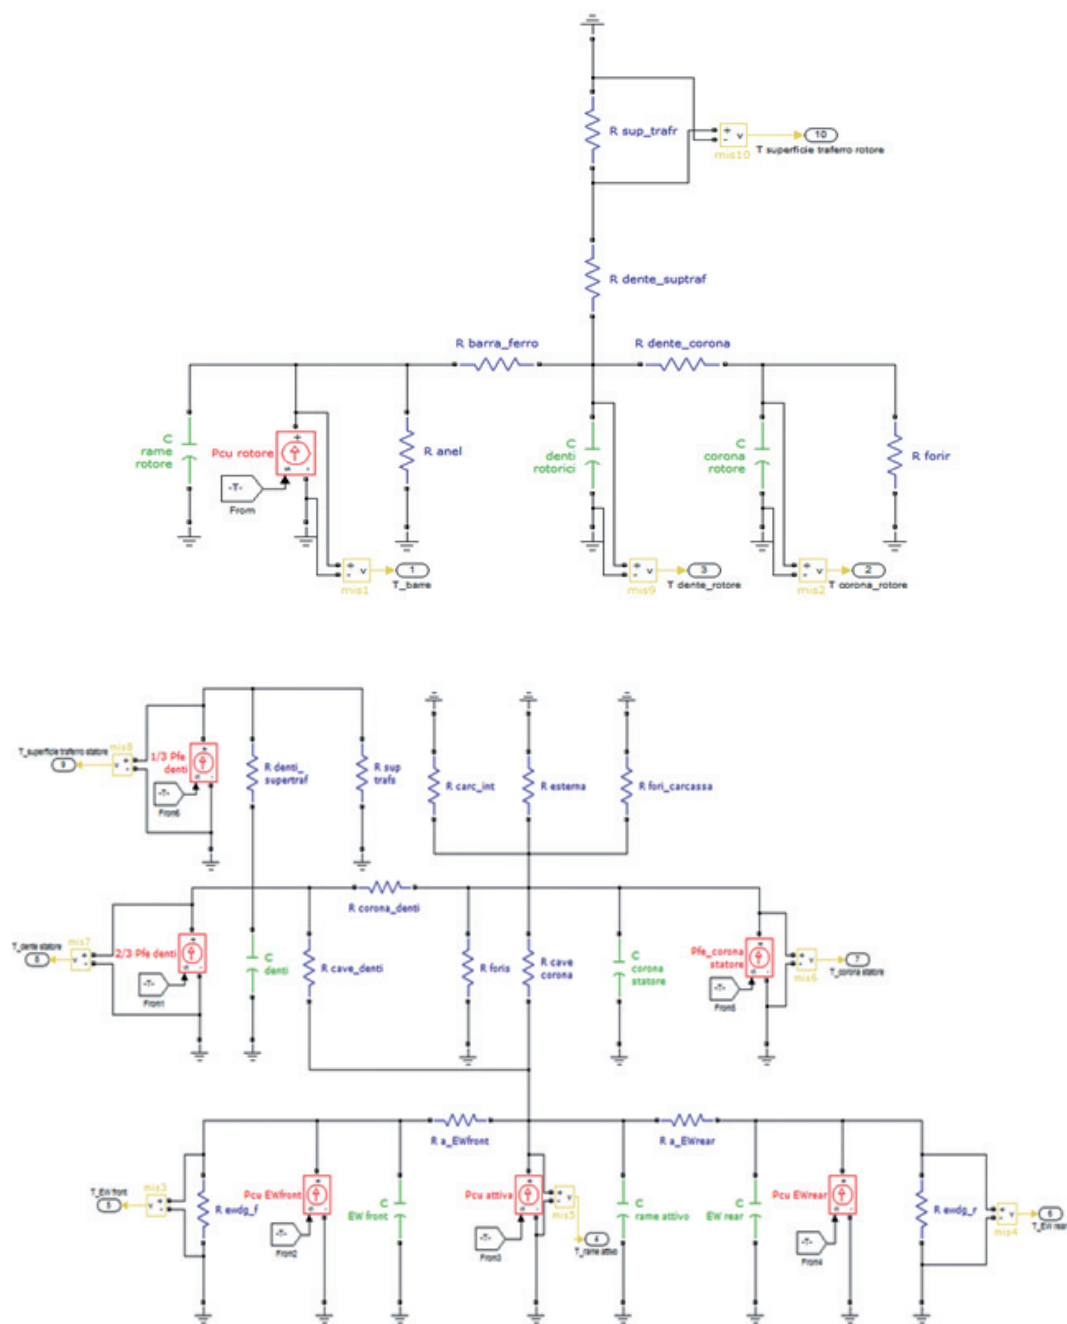 R sup_trafr
+
-
v
10
mis10
T superficie traferro rotore
R dente_suptraf
R barra_ferro
R dente_corona
C
rame
rotore
Pcu rotore
+
-T-
From
R anel
C
denti
rotorici
C
corona
rotore
R forir
+
-
v
1
mis1
T_barre
+
-
v
3
mis9
T dente_rotore
+
-
v
2
mis2
T corona_rotore
T_superficie traferro statore
9
mis8
v
+
-
1/3 Pfe
denti
-T-
From6
R denti_
supertraf
R sup
trafs
R carc_int
R esterna
R fori_carcassa
R corona_denti
T_dente statore
mis7
v
+
-
2/3 Pfe denti
-T-
From1
C
denti
R cave_denti
R foris
R cave
corona
C
corona
statore
Pfe_corona
statore
-T-
From5
+
-
v
mis6
7
T_corona statore
R a_EWfront
R a_EWrear
T_EW front
5
mis3
v
+
-
R ewdg_f
Pcu EWfront
-T-
From2
C
EW front
Pcu attiva
-T-
From3
+
-
v
mis5
4
T_rame attivo
C
rame attivo
C
EW rear
Pcu EWrear
-T-
From4
R ewdg_r
+
-
v
mis4
6
T_EW rear